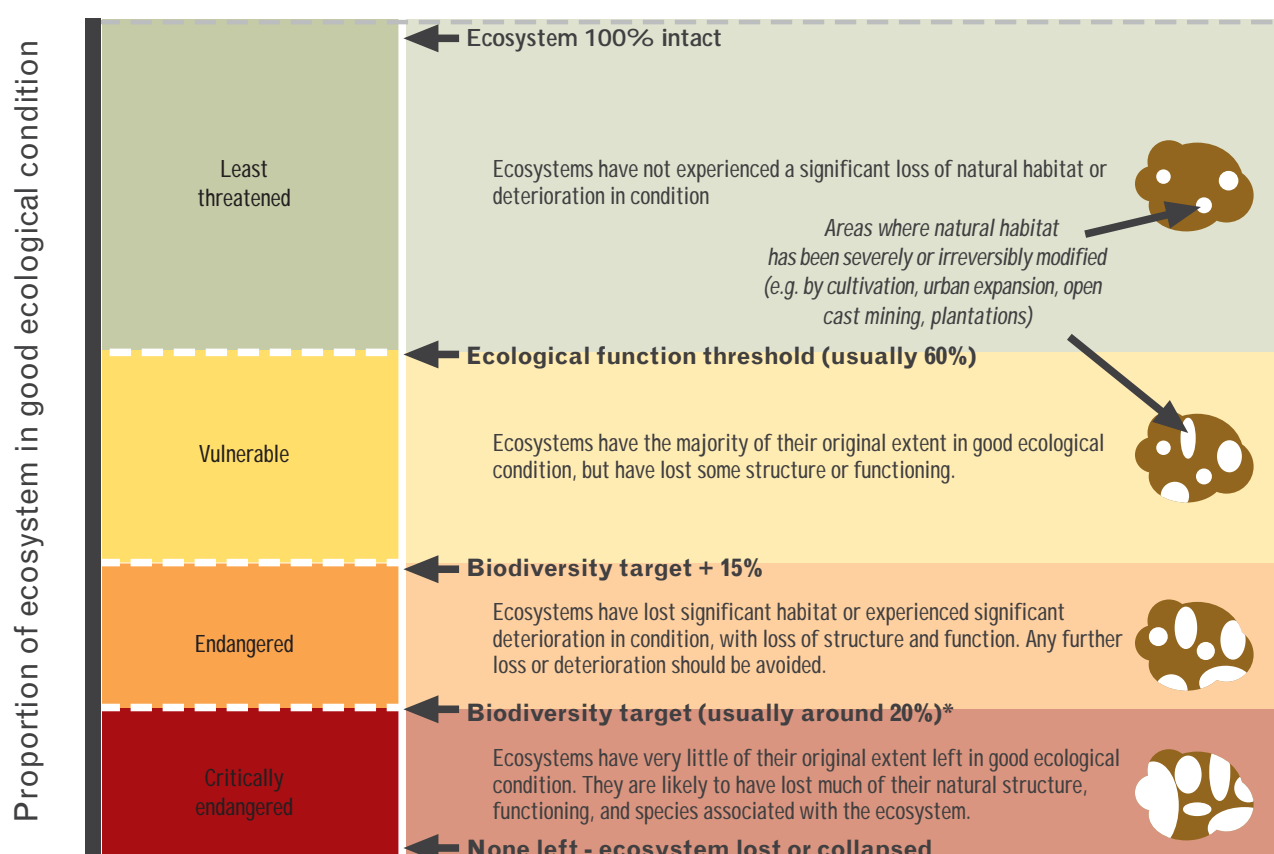 Proportion of ecosystem in good ecological condition
Ecosystem 100% intact
Least
threatened
Ecosystems have not experienced a significant loss of natural habitat or
deterioration in condition
Areas where natural habitat
has been severely or irreversibly modified
(e.g. by cultivation, urban expansion, open
cast mining, plantations)
Ecological function threshold (usually 60%)
Vulnerable
Ecosystems have the majority of their original extent in good ecological
condition, but have lost some structure or functioning.
Biodiversity target + 15%
Endangered
Ecosystems have lost significant habitat or experienced significant
deterioration in condition, with loss of structure and function. Any further
loss or deterioration should be avoided.
Biodiversity target (usually around 20%)*
Critically
endangered
Ecosystems have very little of their original extent left in good ecological
condition. They are likely to have lost much of their natural structure,
functioning, and species associated with the ecosystem.
None left - ecosystem lost or collapsed